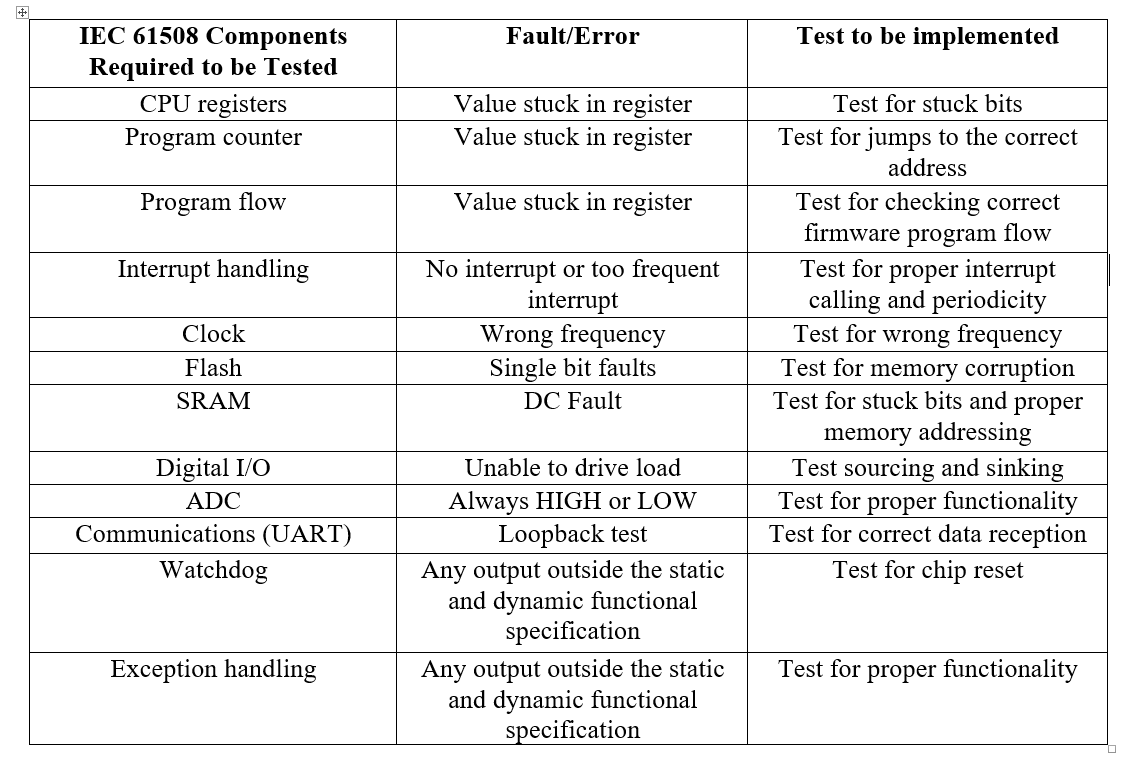 IEC 61508 Components Fault/Error Test to be implemented
Required to be Tested
CPU registers Value stuck in register Test for stuck bits
Program counter Value stuck in register Test for jumps to the correct
address
Program flow Value stuck in register Test for checking correct
firmware program flow
Interrupt handling No interrupt or too frequent Test for proper interrupt
interrupt calling and periodicity
Clock Wrong frequency Test for wrong frequency
Flash Single bit faults Test for memory corruption
SRAM DC Fault Test for stuck bits and proper
memory addressing
Digital I/O Unable to drive load Test sourcing and sinking
ADC Always HIGH or LOW Test for proper functionality
Communications (UART) Loopback test Test for correct data reception
Watchdog Any output outside the static Test for chip reset
and dynamic functional
specification
Exception handling Any output outside the static Test for proper functionality
and dynamic functional
specification